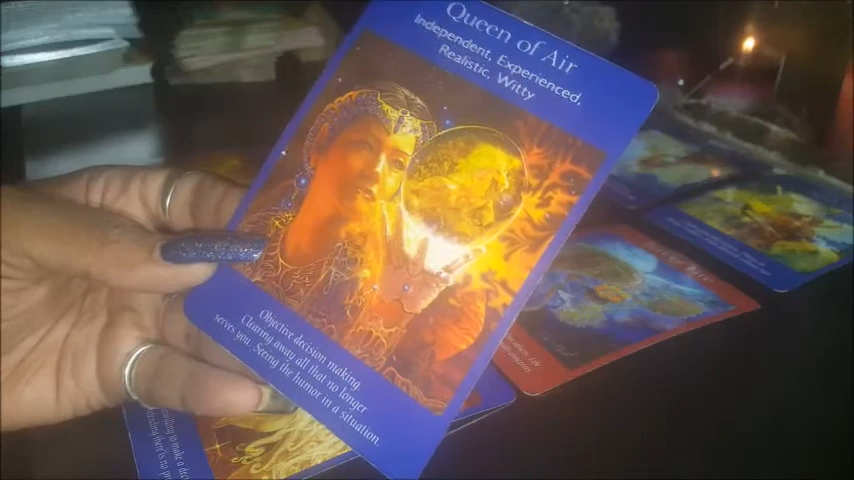 Queen of Air
Independent, Experienced,
Realistic, Witty
Objective decision making.
Clearing away all that no longer
serves you. Seeing the humor in a situation.